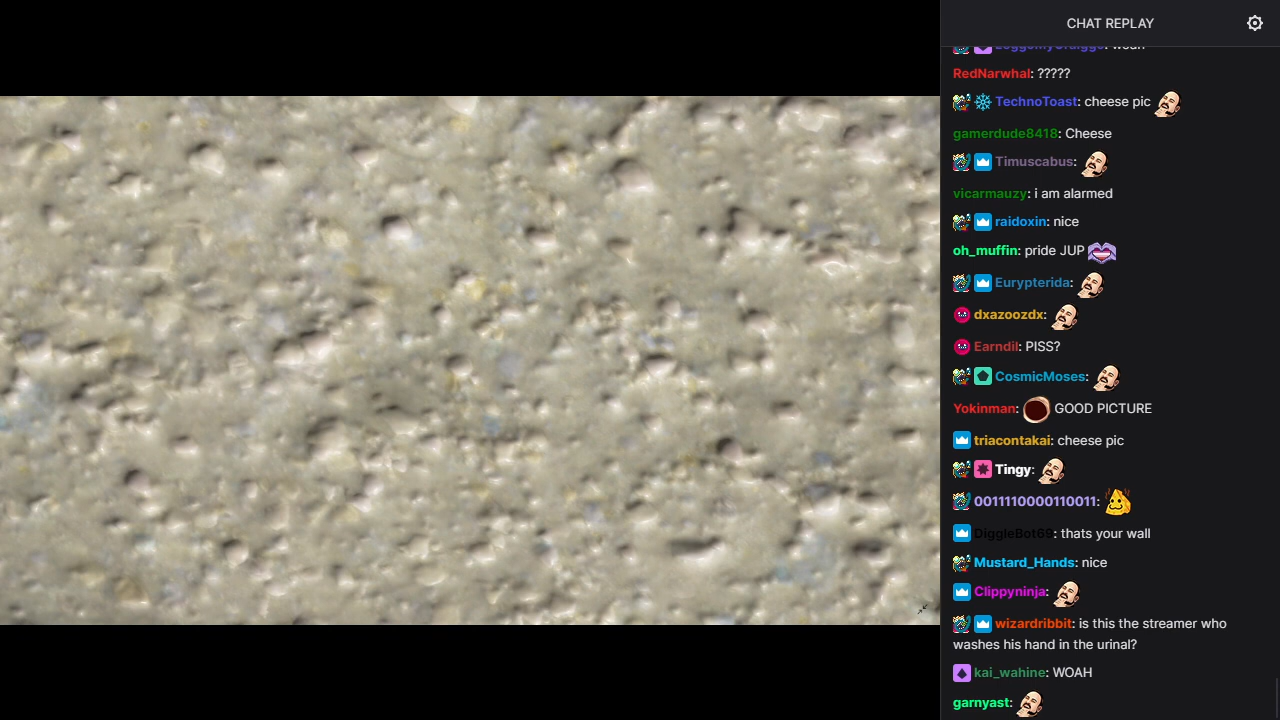 CHAT REPLAY
RedNarwhal: ?????
TechnoToast: cheese pic
gamerdude8418: Cheese
Timuscabus:
vicarmauzy: i am alarmed
raidoxin: nice
oh_muffin: pride JUP
Eurypterida:
dxazoozdx:
Earndil: PISS?
CosmicMoses:
Yokinman: GOOD PICTURE
triacontakai: cheese pic
Tingy:
0011110000110011:
DiggleBot69: thats your wall
Mustard_Hands: nice
Clippyninja:
wizardribbit: is this the streamer who
washes his hand in the urinal?
kai_wahine: WOAH
garnyast: